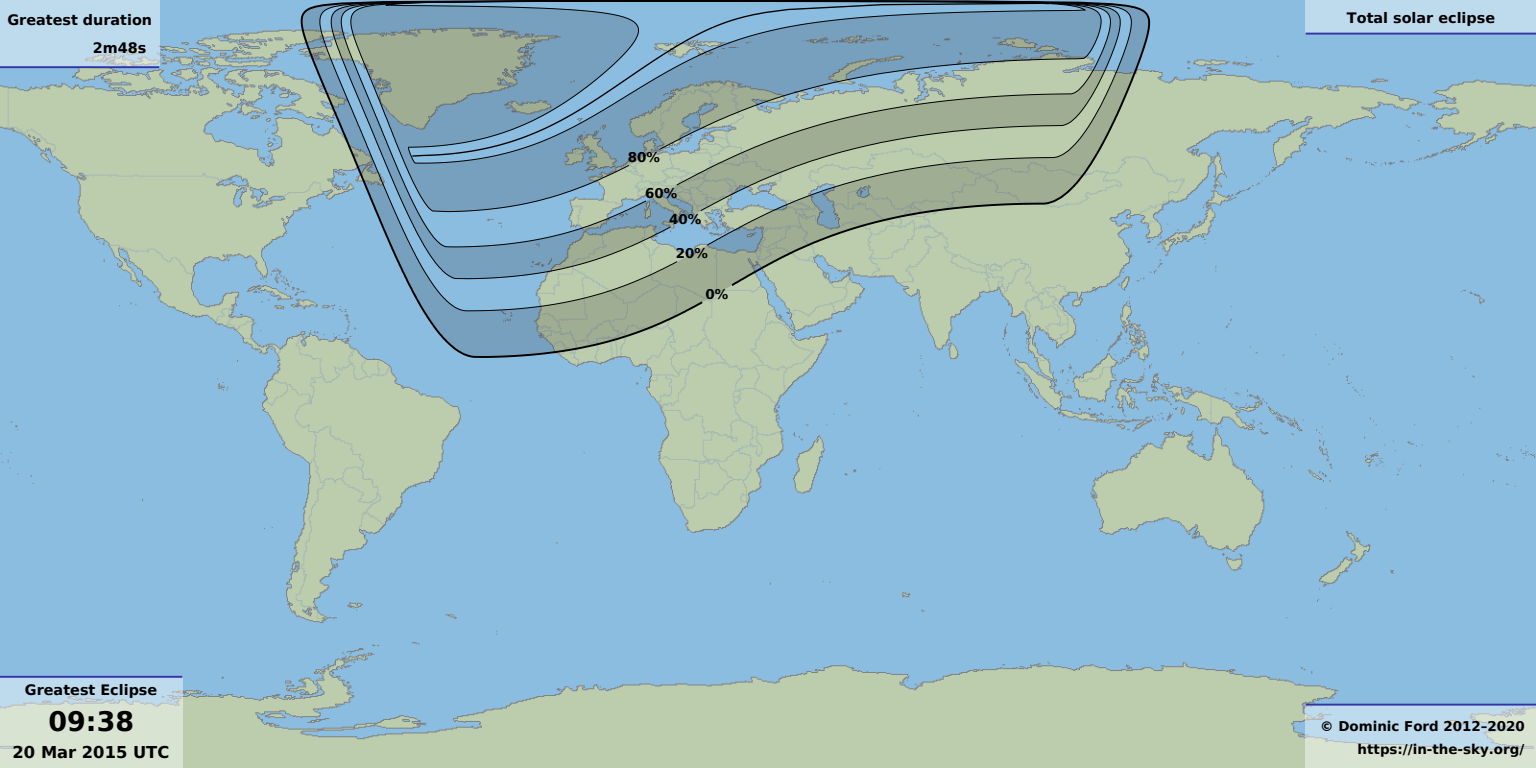 Greatest duration
2m48s
Total solar eclipse
80%
60%
40%
20%
0%
Greatest Eclipse
09:38
20 Mar 2015 UTC
© Dominic Ford 2012–2020
https://in-the-sky.org/